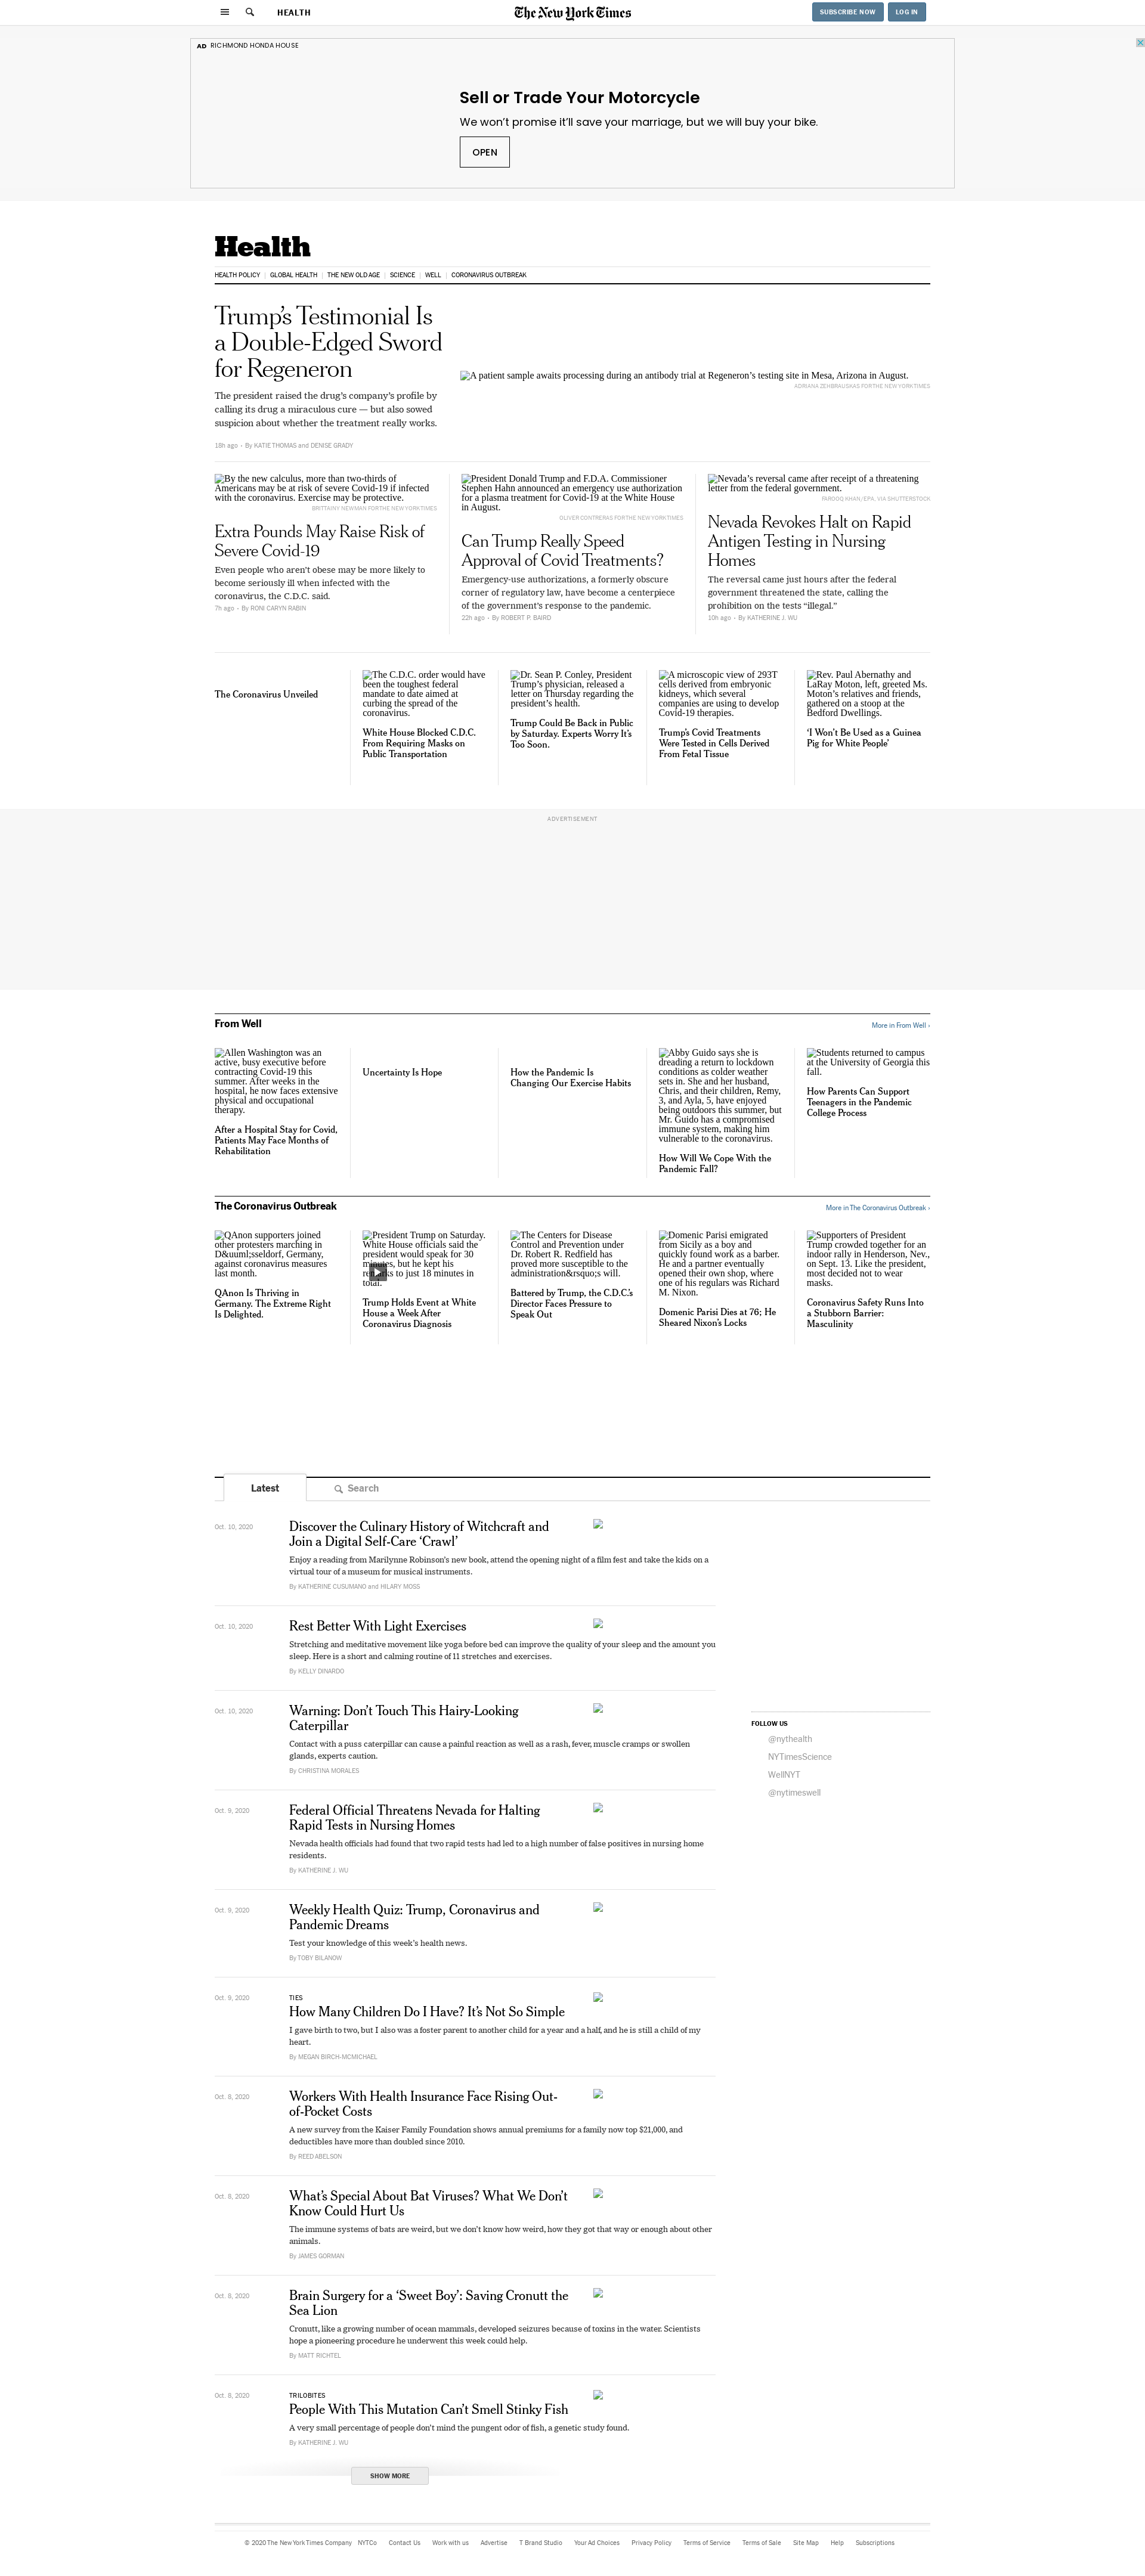 HEALTH
The New York Times
SUBSCRIBE NOW
LOG IN
AD RICHMOND HONDA HOUSE
Sell or Trade Your Motorcycle
We won't promise it'll save your marriage, but we will buy your bike.
OPEN
Health
HEALTH POLICY
GLOBAL HEALTH
THE NEW OLD AGE
SCIENCE
WELL
CORONAVIRUS OUTBREAK
Trump's Testimonial Is
a Double-Edged Sword
for Regeneron
The president raised the drug's company's profile by
calling its drug a miraculous cure — but also sowed
suspicion about whether the treatment really works.
18h ago • By KATIE THOMAS and DENISE GRADY
A patient sample awaits processing during an antibody trial at Regeneron's testing site in Mesa, Arizona in August.
ADRIANA ZEHBRAUSKAS FOR THE NEW YORK TIMES
By the new calculus, more than two-thirds of
Americans may be at risk of severe Covid-19 if infected
with the coronavirus. Exercise may be protective.
BRITTAINY NEWMAN FOR THE NEW YORK TIMES
Extra Pounds May Raise Risk of
Severe Covid-19
Even people who aren't obese may be more likely to
become seriously ill when infected with the
coronavirus, the C.D.C. said.
7h ago • By RONI CARYN RABIN
President Donald Trump and F.D.A. Commissioner
Stephen Hahn announced an emergency use authorization
for a plasma treatment for Covid-19 at the White House
in August.
OLIVER CONTRERAS FOR THE NEW YORK TIMES
Can Trump Really Speed
Approval of Covid Treatments?
Emergency-use authorizations, a formerly obscure
corner of regulatory law, have become a centerpiece
of the government's response to the pandemic.
22h ago • By ROBERT P. BAIRD
Nevada's reversal came after receipt of a threatening
letter from the federal government.
FAROOQ KHAN/EPA, VIA SHUTTERSTOCK
Nevada Revokes Halt on Rapid
Antigen Testing in Nursing
Homes
The reversal came just hours after the federal
government threatened the state, calling the
prohibition on the tests "illegal."
10h ago • By KATHERINE J. WU
The Coronavirus Unveiled
The C.D.C. order would have
been the toughest federal
mandate to date aimed at
curbing the spread of the
coronavirus.
White House Blocked C.D.C.
From Requiring Masks on
Public Transportation
Dr. Sean P. Conley, President
Trump's physician, released a
letter on Thursday regarding the
president's health.
Trump Could Be Back in Public
by Saturday. Experts Worry It's
Too Soon.
A microscopic view of 293T
cells derived from embryonic
kidneys, which several
companies are using to develop
Covid-19 therapies.
Trump's Covid Treatments
Were Tested in Cells Derived
From Fetal Tissue
Rev. Paul Abernathy and
LaRay Moton, left, greeted Ms.
Moton's relatives and friends,
gathered on a stoop at the
Bedford Dwellings.
'I Won't Be Used as a Guinea
Pig for White People'
ADVERTISEMENT
From Well
More in From Well ›
Allen Washington was an
active, busy executive before
contracting Covid-19 this
summer. After weeks in the
hospital, he now faces extensive
physical and occupational
therapy.
After a Hospital Stay for Covid,
Patients May Face Months of
Rehabilitation
Uncertainty Is Hope
How the Pandemic Is
Changing Our Exercise Habits
Abby Guido says she is
dreading a return to lockdown
conditions as colder weather
sets in. She and her husband,
Chris, and their children, Remy,
3, and Ayla, 5, have enjoyed
being outdoors this summer, but
Mr. Guido has a compromised
immune system, making him
vulnerable to the coronavirus.
How Will We Cope With the
Pandemic Fall?
Students returned to campus
at the University of Georgia this
fall.
How Parents Can Support
Teenagers in the Pandemic
College Process
The Coronavirus Outbreak
More in The Coronavirus Outbreak ›
QAnon supporters joined
other protesters marching in
D&kuml;sseldorf, Germany,
against coronavirus measures
last month.
QAnon Is Thriving in
Germany. The Extreme Right
Is Delighted.
President Trump on Saturday.
White House officials said the
president would speak for 30
but he kept his
to just 18 minutes in
total.
Trump Holds Event at White
House a Week After
Coronavirus Diagnosis
The Centers for Disease
Control and Prevention under
Dr. Robert R. Redfield has
proved more susceptible to the
administration&rsquo;s will.
Battered by Trump, the C.D.C.'s
Director Faces Pressure to
Speak Out
Domenic Parisi emigrated
from Sicily as a boy and
quickly found work as a barber.
He and a partner eventually
opened their own shop, where
one of his regulars was Richard
M. Nixon.
Domenic Parisi Dies at 76; He
Sheared Nixon's Locks
Supporters of President
Trump crowded together for an
indoor rally in Henderson, Nev.,
on Sept. 13. Like the president,
most decided not to wear
masks.
Coronavirus Safety Runs Into
a Stubborn Barrier:
Masculinity
Latest
Search
Oct. 10, 2020
Discover the Culinary History of Witchcraft and
Join a Digital Self-Care 'Crawl'
Enjoy a reading from Marilynne Robinson's new book, attend the opening night of a film fest and take the kids on a
virtual tour of a museum for musical instruments.
By KATHERINE CUSUMANO and HILARY MOSS
Oct. 10, 2020
Rest Better With Light Exercises
Stretching and meditative movement like yoga before bed can improve the quality of your sleep and the amount you
sleep. Here is a short and calming routine of 11 stretches and exercises.
By KELLY DINARDO
Oct. 10, 2020
Warning: Don't Touch This Hairy-Looking
Caterpillar
Contact with a puss caterpillar can cause a painful reaction as well as a rash, fever, muscle cramps or swollen
glands, experts caution.
By CHRISTINA MORALES
FOLLOW US
@nythealth
NYTimesScience
WellNYT
@nytimeswell
Oct. 9, 2020
Federal Official Threatens Nevada for Halting
Rapid Tests in Nursing Homes
Nevada health officials had found that two rapid tests had led to a high number of false positives in nursing home
residents.
By KATHERINE J. WU
Oct. 9, 2020
Weekly Health Quiz: Trump, Coronavirus and
Pandemic Dreams
Test your knowledge of this week's health news.
By TOBY BILANOW
Oct. 9, 2020
TIES
How Many Children Do I Have? It's Not So Simple
I gave birth to two, but I also was a foster parent to another child for a year and a half, and he is still a child of my
heart.
By MEGAN BIRCH-MCMICHAEL
Oct. 8, 2020
Workers With Health Insurance Face Rising Out-
of-Pocket Costs
A new survey from the Kaiser Family Foundation shows annual premiums for a family now top $21,000, and
deductibles have more than doubled since 2010.
By REED ABELSON
Oct. 8, 2020
What's Special About Bat Viruses? What We Don't
Know Could Hurt Us
The immune systems of bats are weird, but we don't know how weird, how they got that way or enough about other
animals.
By JAMES GORMAN
Oct. 8, 2020
Brain Surgery for a 'Sweet Boy': Saving Cronutt the
Sea Lion
Cronutt, like a growing number of ocean mammals, developed seizures because of toxins in the water. Scientists
hope a pioneering procedure he underwent this week could help.
By MATT RICHTEL
Oct. 8, 2020
TRILOBITES
People With This Mutation Can't Smell Stinky Fish
A very small percentage of people don't mind the pungent odor of fish, a genetic study found.
By KATHERINE J. WU
SHOW MORE
© 2020 The New York Times Company NYTCo Contact Us Work with us Advertise T Brand Studio Your Ad Choices Privacy Policy Terms of Service Terms of Sale Site Map Help Subscriptions